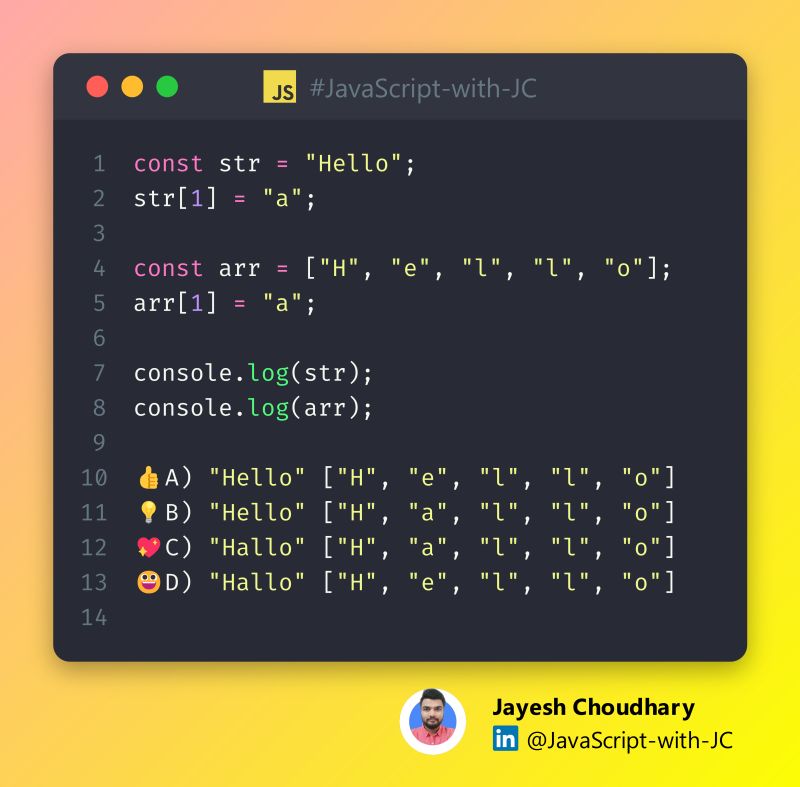 JS #JavaScript-with-JC
1 const str = "Hello";
2 str[1] = "a";
3
4 const arr = ["H", "e", "l", "l", "o"];
5 arr[1] = "a";
6
7 console.log(str);
8 console.log(arr);
9
10 👍A) "Hello" ["H", "e", "l", "l", "o"]
11 💡B) "Hello" ["H", "a", "l", "l", "o"]
12 💖C) "Hallo" ["H", "a", "l", "l", "o"]
13 😀D) "Hallo" ["H", "e", "l", "l", "o"]
14
Jayesh Choudhary
in @JavaScript-with-JC